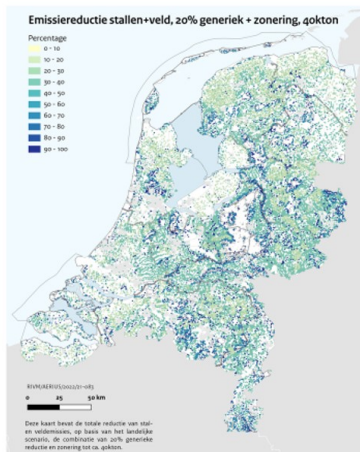 Emissiereductie stallen+veld, 20% generiek + zonering, 40kton
Percentage
0 - 10
10 - 20
20 - 30
30 - 40
40 - 50
50 - 60
60 - 70
70 - 80
80 - 90
90 - 100
RIVM/AERIUS/2022/21-083
0 25 50 km
Deze kaart bevat de totale reductie van stal-
en veldemissies, op basis van het landelijke
scenario, de combinatie van 20% generieke
reductie en zonering tot ca. 40kton.